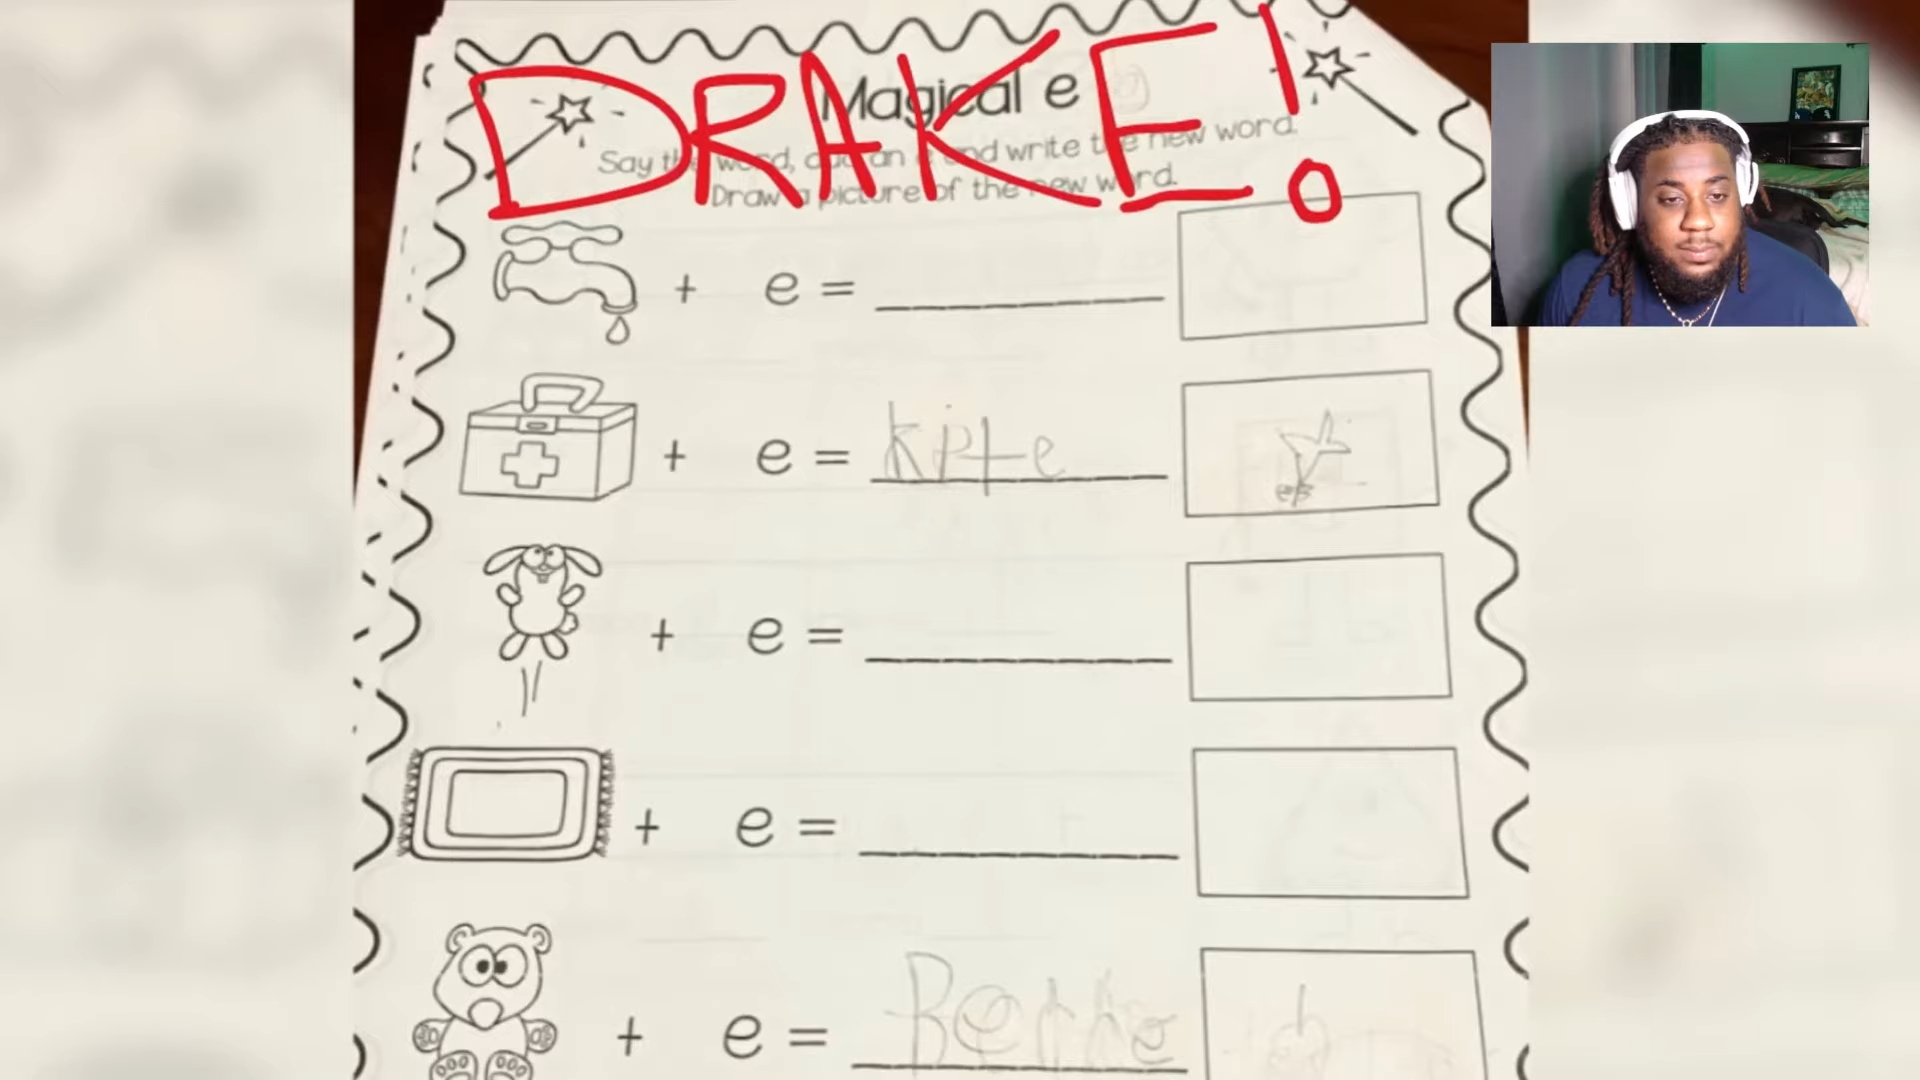 DRAKE!
Magical e
Say the word, add an e and write the new word.
Draw a picture of the new word.
+ e =
+ e = kite
+ e =
+ e =
+ e =